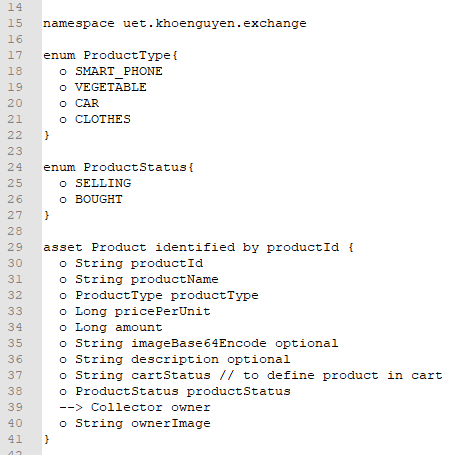 14
15 namespace uet.khoenguyen.exchange
16
17 enum ProductType{
18   o SMART_PHONE
19   o VEGETABLE
20   o CAR
21   o CLOTHES
22 }
23
24 enum ProductStatus{
25   o SELLING
26   o BOUGHT
27 }
28
29 asset Product identified by productId {
30   o String productId
31   o String productName
32   o ProductType productType
33   o Long pricePerUnit
34   o Long amount
35   o String imageBase64Encode optional
36   o String description optional
37   o String cartStatus // to define product in cart
38   o ProductStatus productStatus
39   --> Collector owner
40   o String ownerImage
41 }